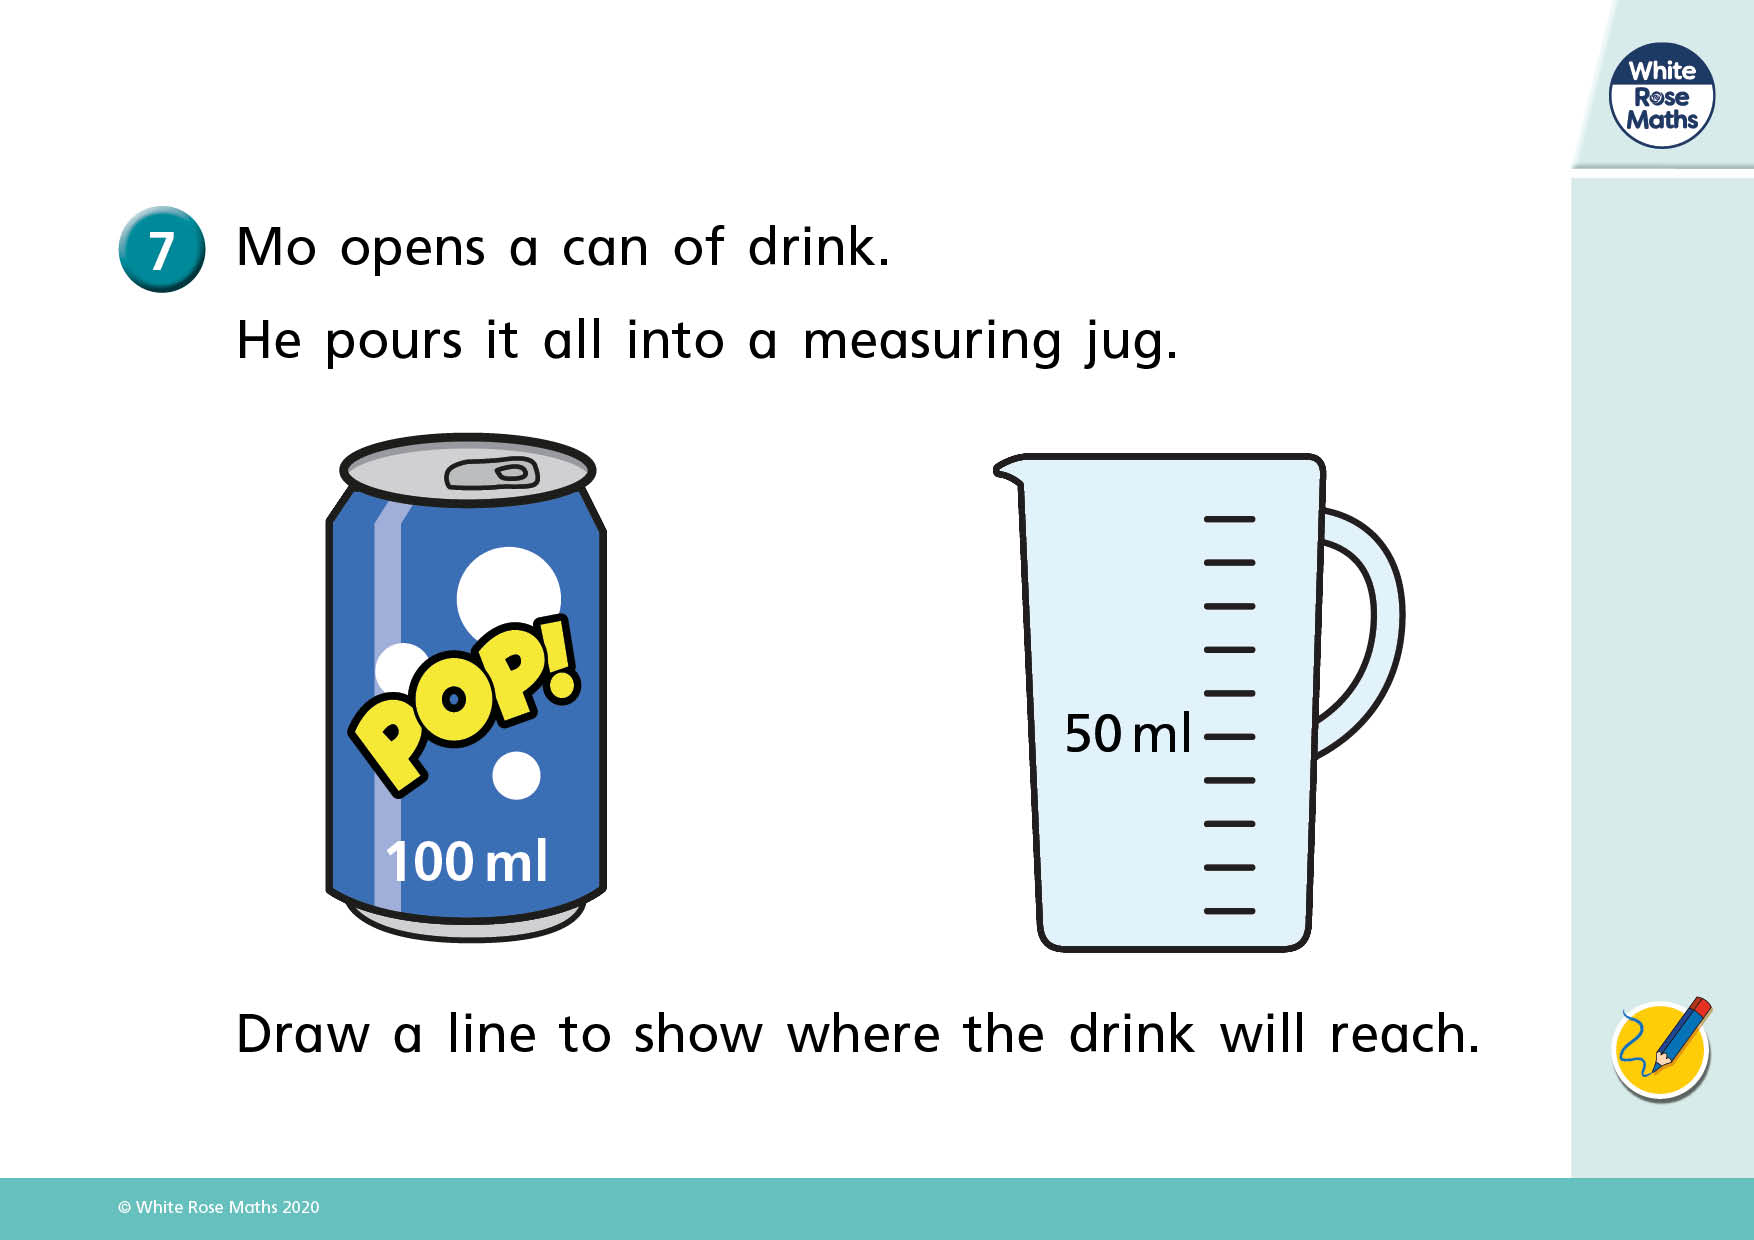 White
Rose
Maths
7 Mo opens a can of drink.
He pours it all into a measuring jug.
POP!
100 ml
50 ml
Draw a line to show where the drink will reach.
© White Rose Maths 2020